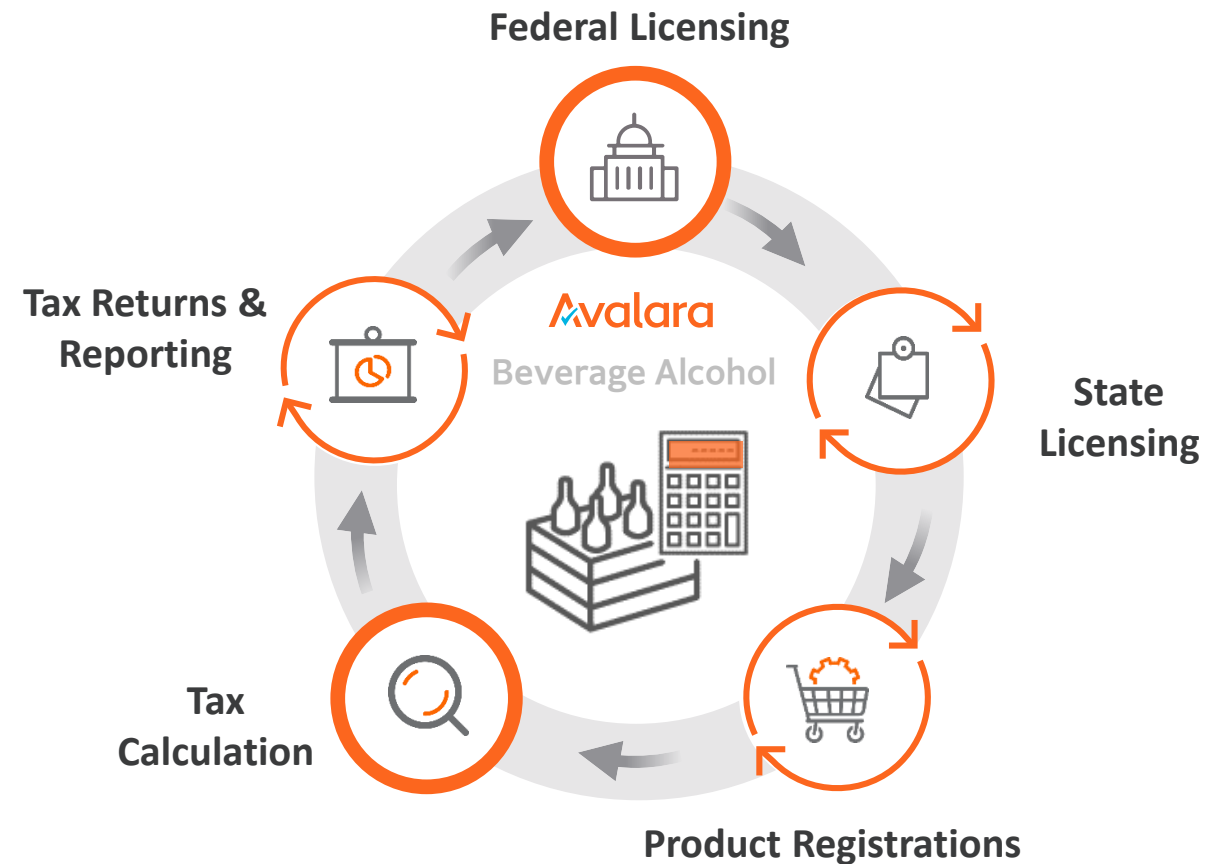 Federal Licensing
Avalara
Beverage Alcohol
Tax Returns &
Reporting
State
Licensing
Tax
Calculation
Product Registrations